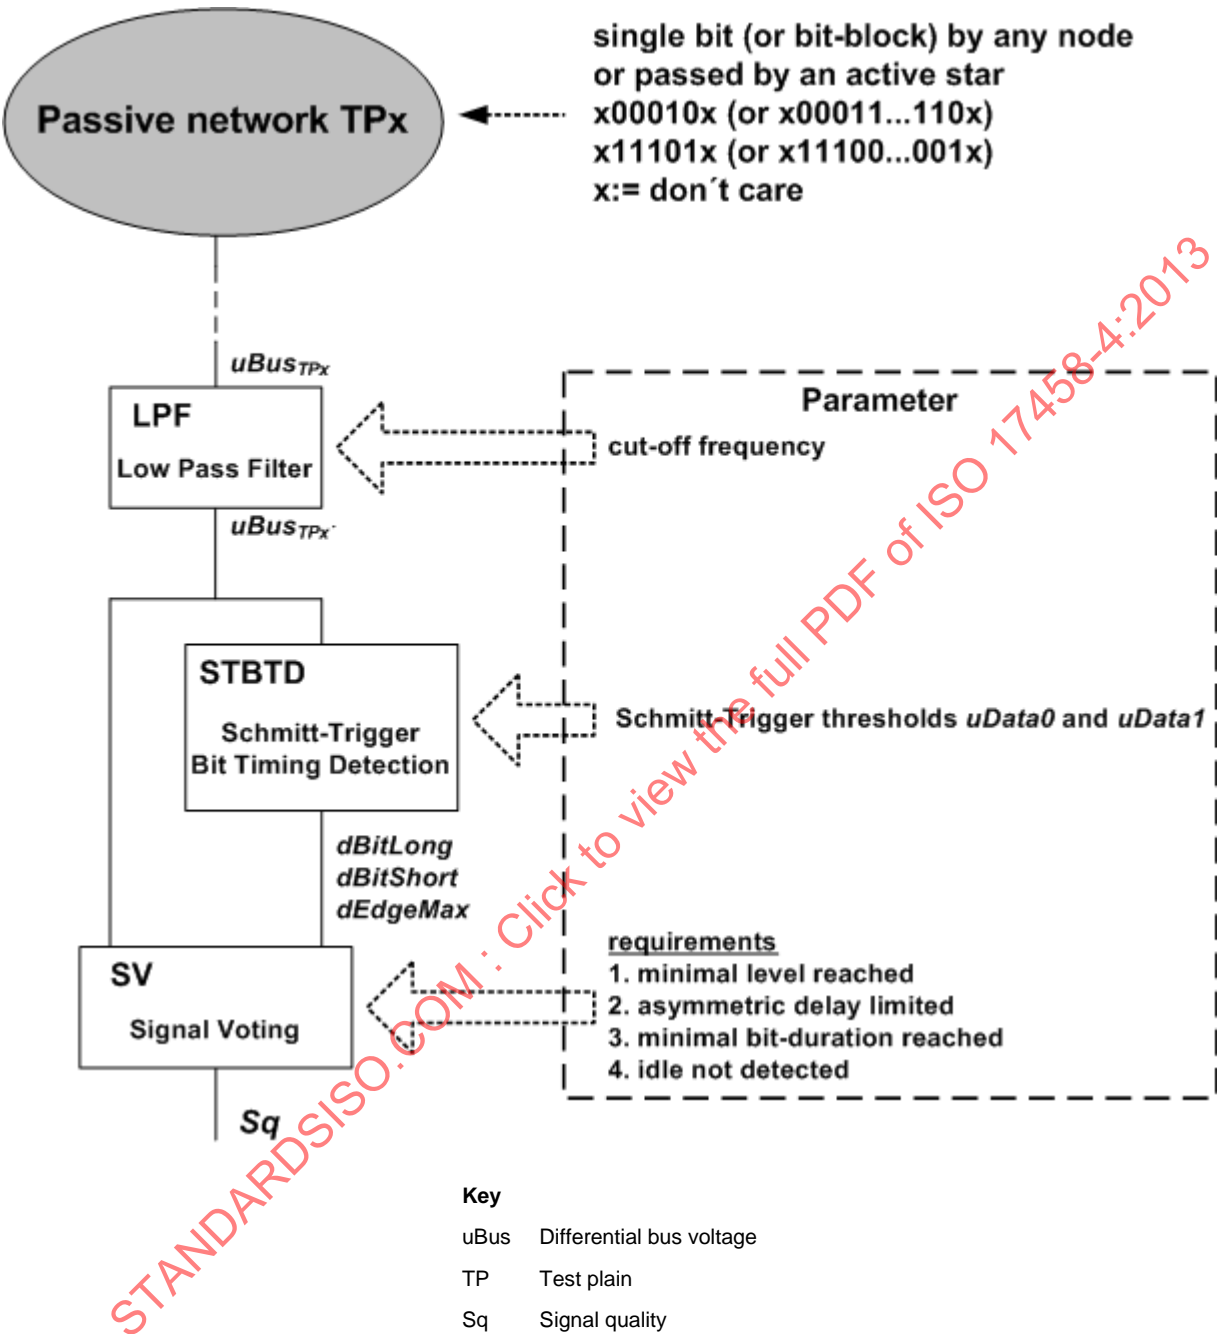 single bit (or bit-block) by any node
or passed by an active star
x00010x (or x00011...110x)
x11101x (or x11100...001x)
x:= don´t care
Passive network TPx
uBusTPx
LPF
Low Pass Filter
uBusTPx´
Parameter
cut-off frequency
STBTD
Schmitt-Trigger
Bit Timing Detection
Schmitt-Trigger thresholds uData0 and uData1
dBitLong
dBitShort
dEdgeMax
SV
Signal Voting
requirements
1. minimal level reached
2. asymmetric delay limited
3. minimal bit-duration reached
4. idle not detected
Sq
Key
uBus Differential bus voltage
TP Test plain
Sq Signal quality
STANDARDSISO.COM : Click to view the full PDF of ISO 17458-4:2013